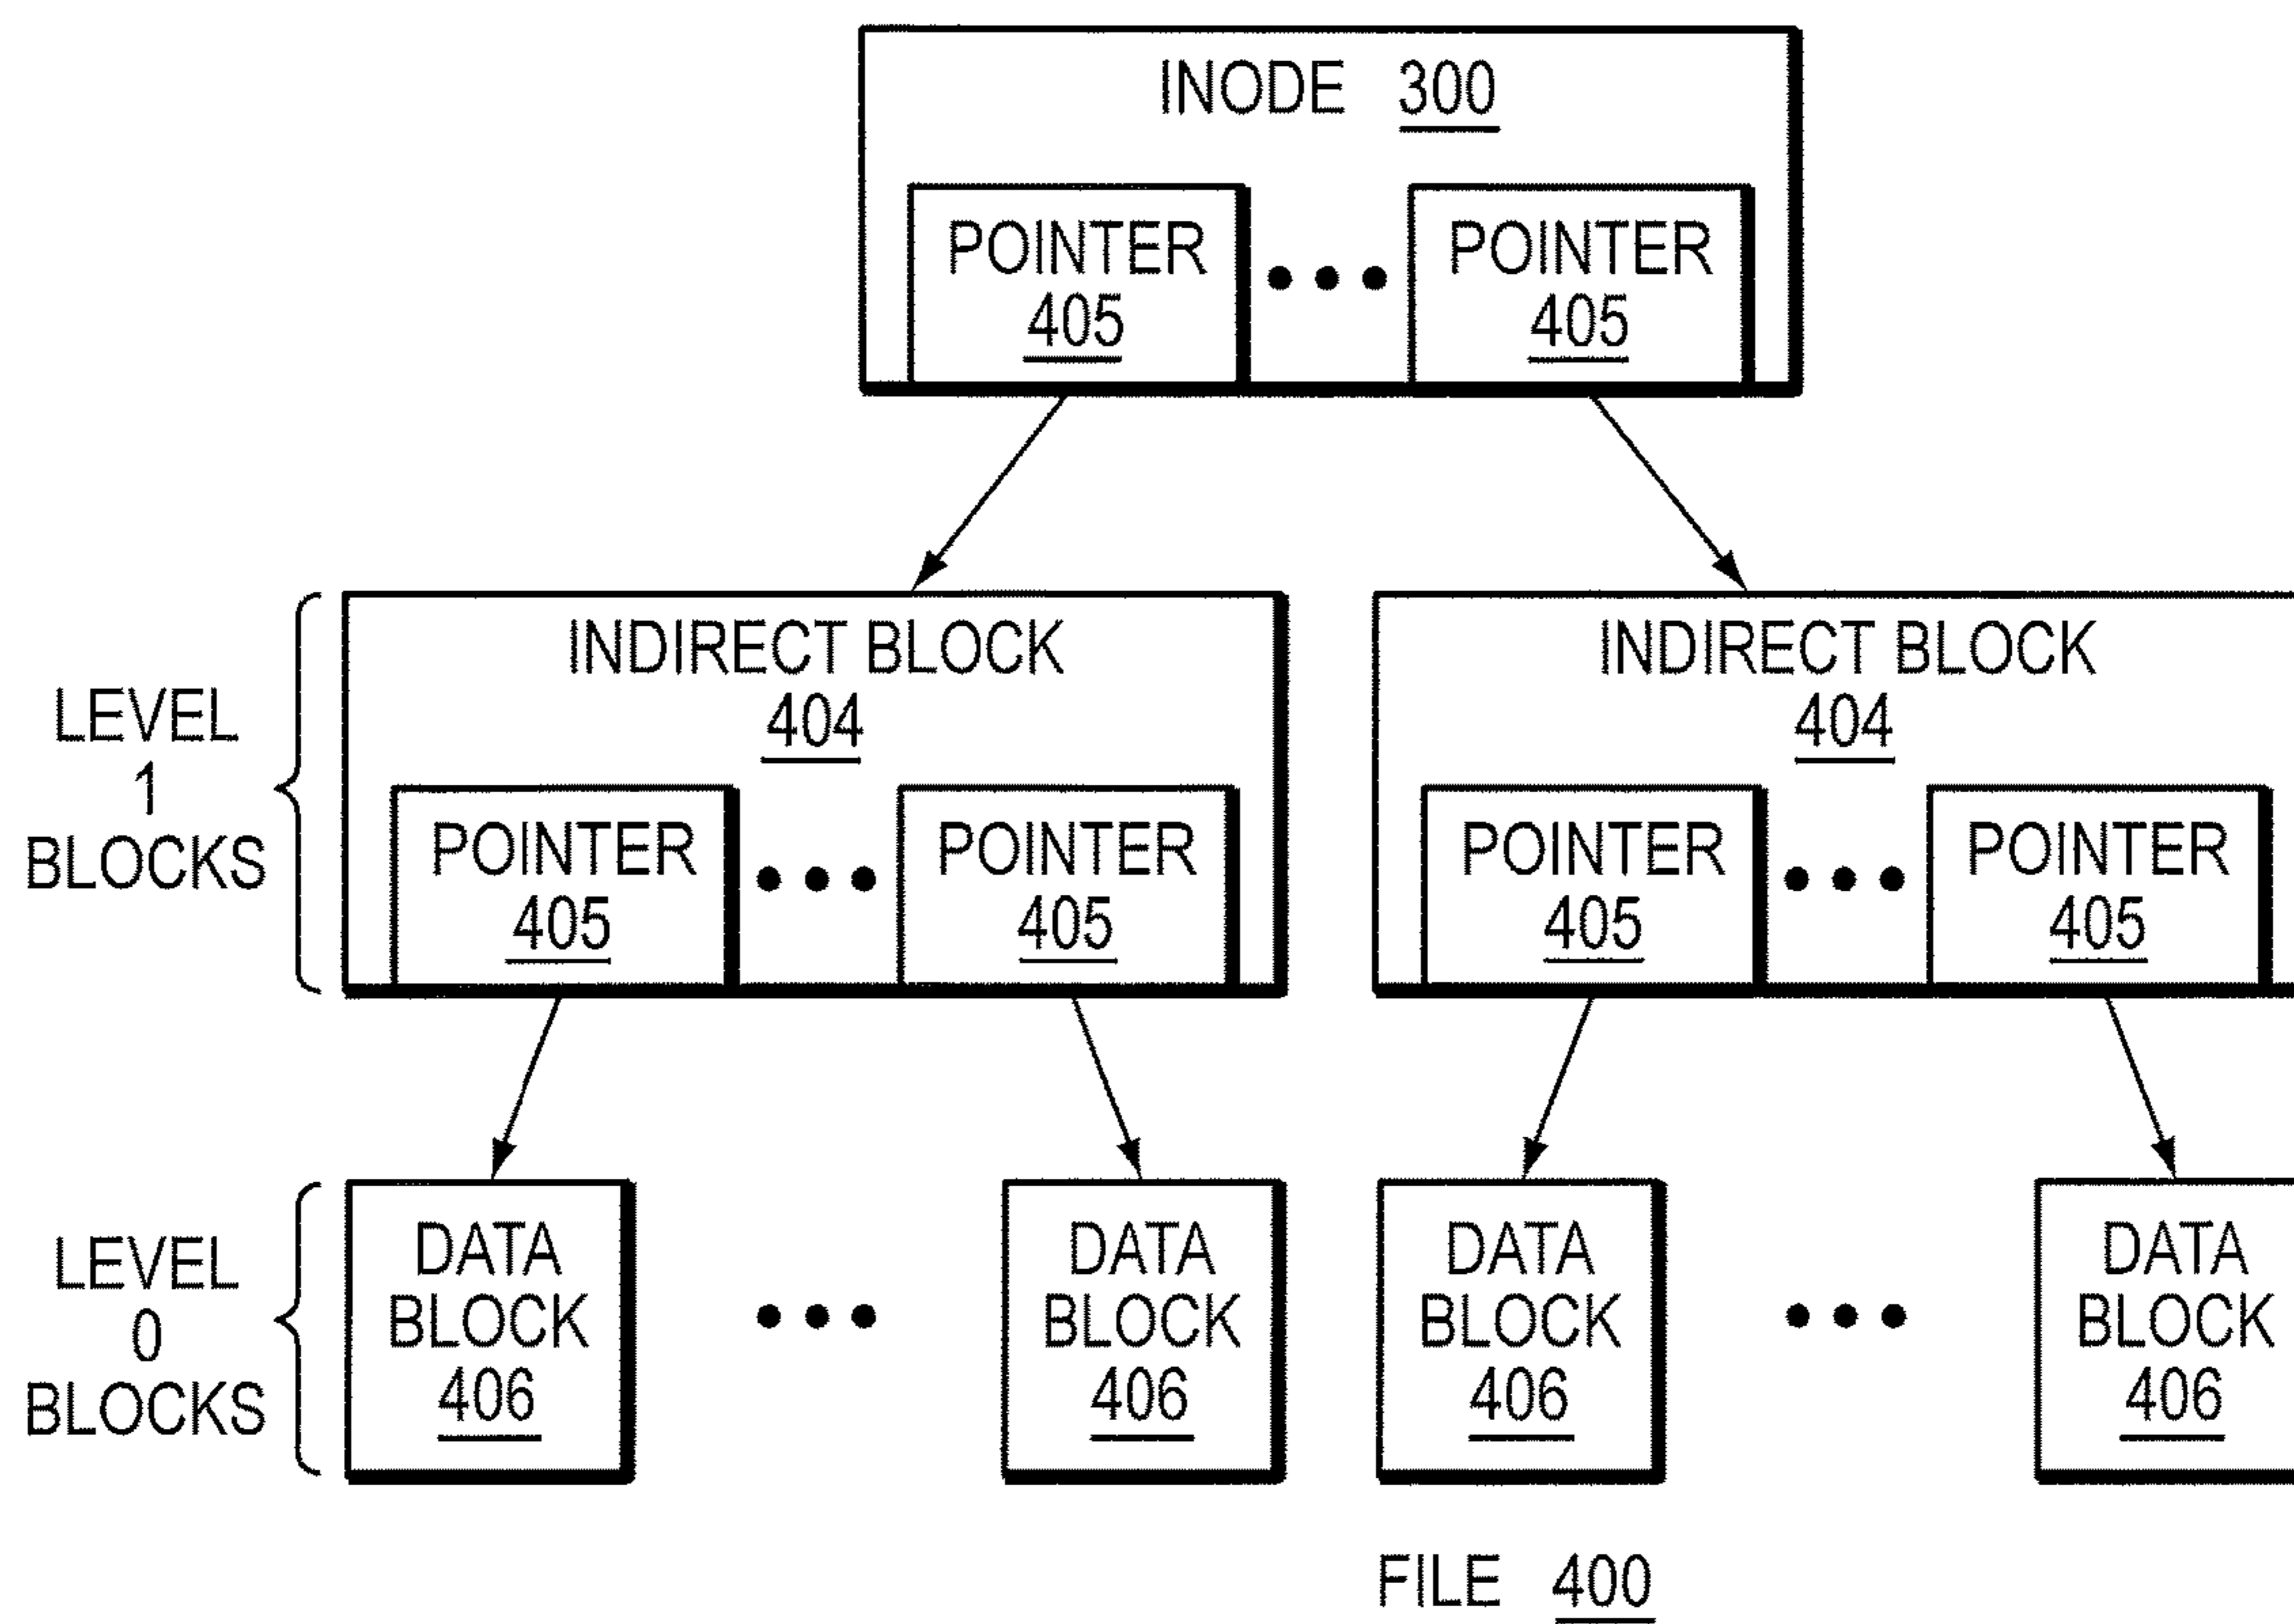 INODE 300
POINTER
405
POINTER
405
LEVEL
1
BLOCKS
INDIRECT BLOCK
404
POINTER
405
POINTER
405
INDIRECT BLOCK
404
POINTER
405
POINTER
405
LEVEL
0
BLOCKS
DATA
BLOCK
406
DATA
BLOCK
406
DATA
BLOCK
406
DATA
BLOCK
406
FILE 400